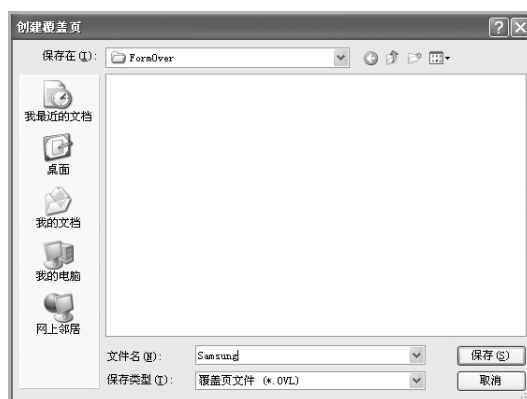 创建覆盖页
保存在(I):
FormOver
我最近的文档
桌面
我的文档
我的电脑
网上邻居
文件名(N):
Samsung
保存(S)
保存类型(T):
覆盖页文件 (*.OVL)
取消